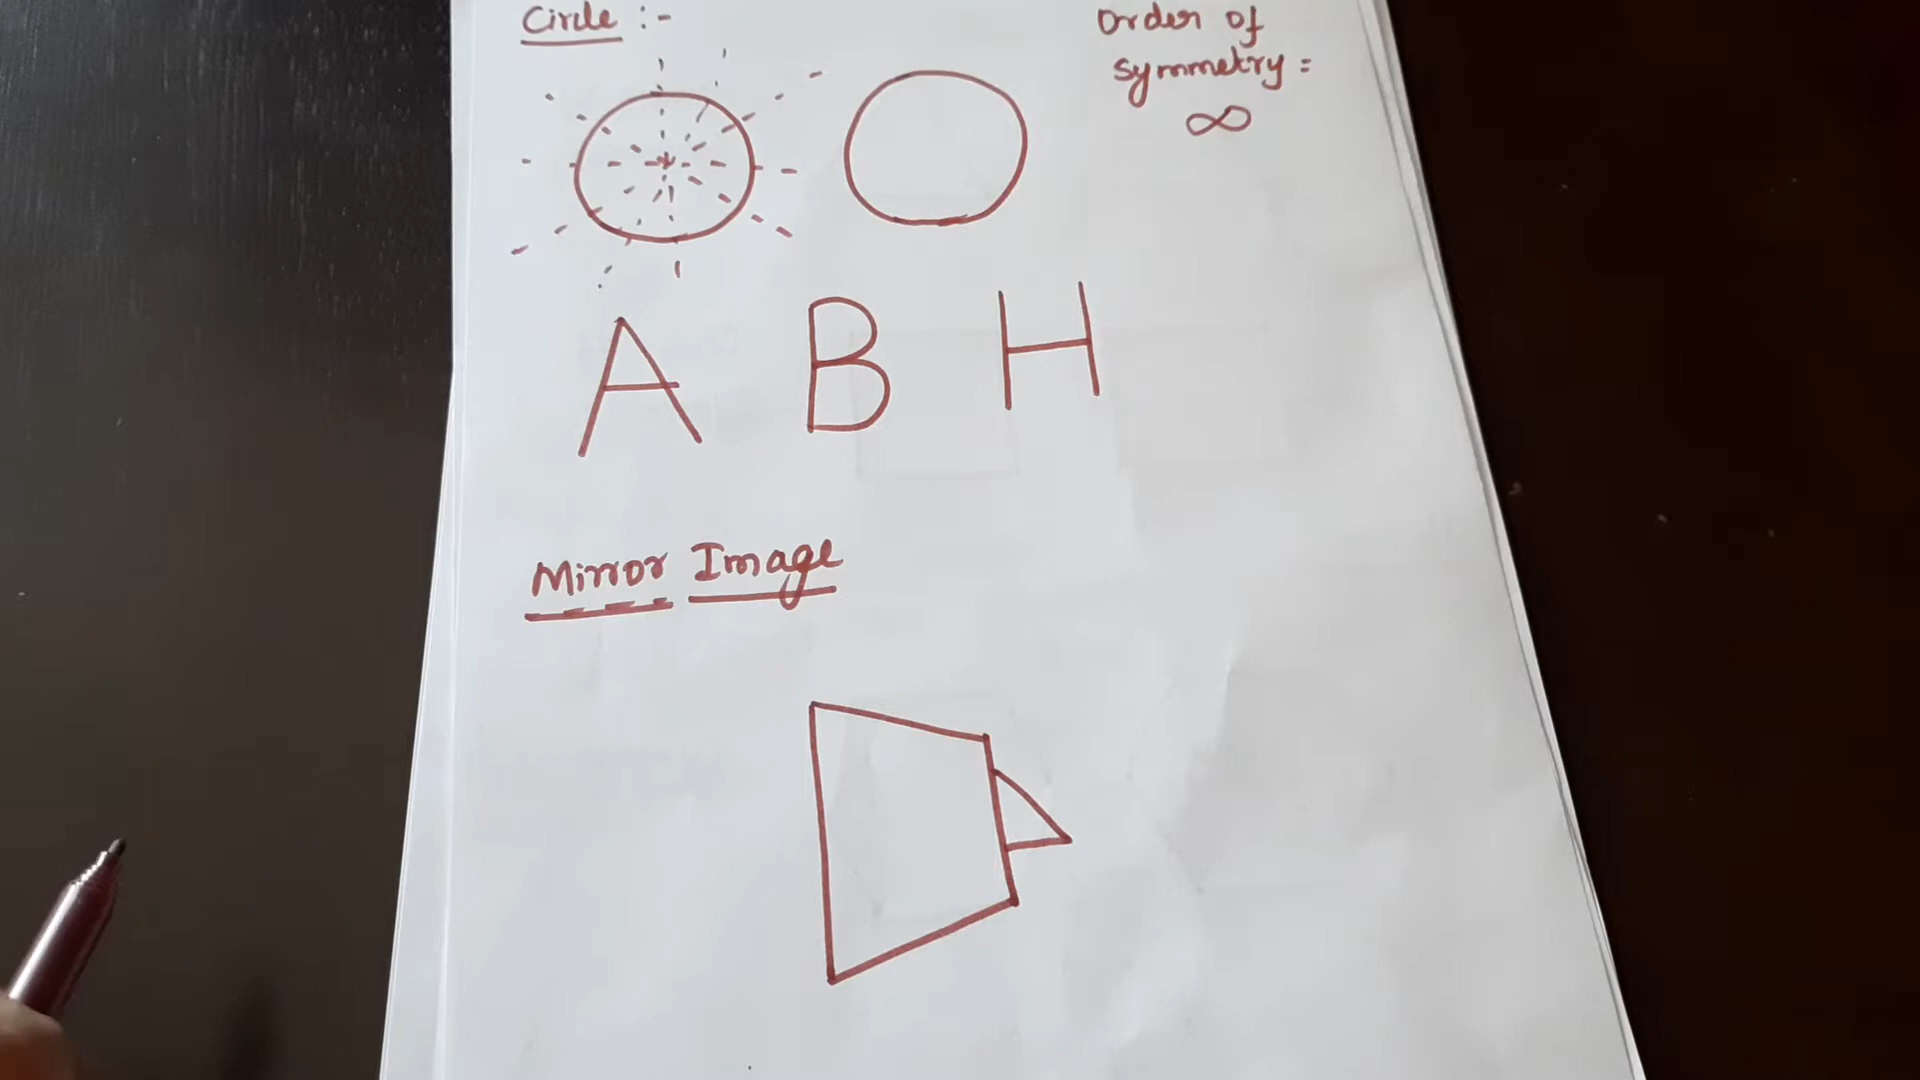 Circle :-
Order of
Symmetry =
∞
A B H
Mirror Image